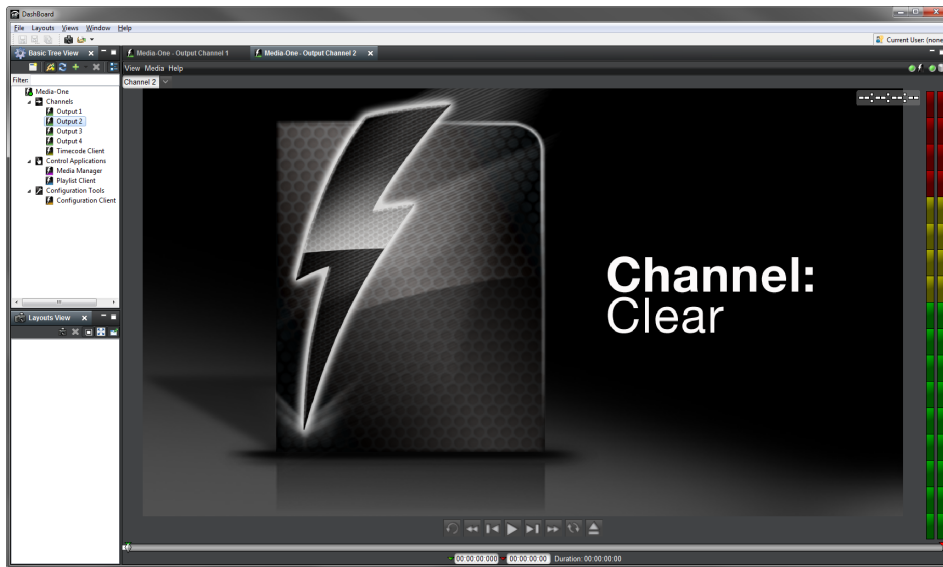 DashBoard
File Layouts Views Window Help
Current User: (none
Basic Tree View
Media-One - Output Channel 1
Media-One - Output Channel 2
View Media Help
Filter:
Channel 2
Media-One
Channels
Output 1
Output 2
Output 3
Output 4
Timecode Client
Control Applications
Media Manager
Playlist Client
Configuration Tools
Configuration Client
--:--:--:--
Channel:
Clear
Layouts View
00:00:00:000 00:00:00:00 Duration: 00:00:00:00